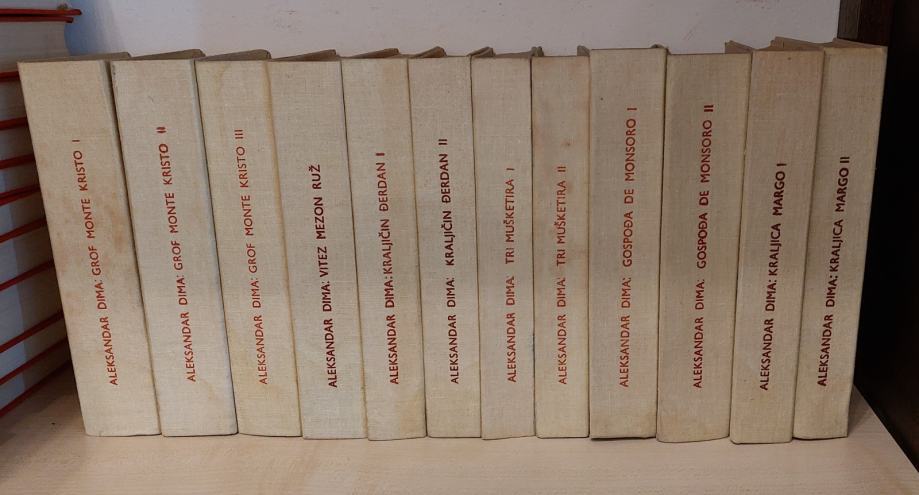 ALEKSANDAR DIMA: GROF MONTE KRISTO I
ALEKSANDAR DIMA: GROF MONTE KRISTO II
ALEKSANDAR DIMA: GROF MONTE KRISTO III
ALEKSANDAR DIMA: VITEZ MEZON RUŽ
ALEKSANDAR DIMA: KRALJIČIN ĐERDAN I
ALEKSANDAR DIMA: KRALJIČIN ĐERDAN II
ALEKSANDAR DIMA: TRI MUŠKETIRA I
ALEKSANDAR DIMA: TRI MUŠKETIRA II
ALEKSANDAR DIMA: GOSPOĐA DE MONSORO I
ALEKSANDAR DIMA: GOSPOĐA DE MONSORO II
ALEKSANDAR DIMA: KRALJICA MARGO I
ALEKSANDAR DIMA: KRALJICA MARGO II